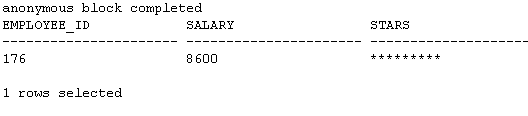 anonymous block completed
EMPLOYEE_ID            SALARY                 STARS
---------------------- ---------------------- --------------------
176                    8600                   *********
1 rows selected